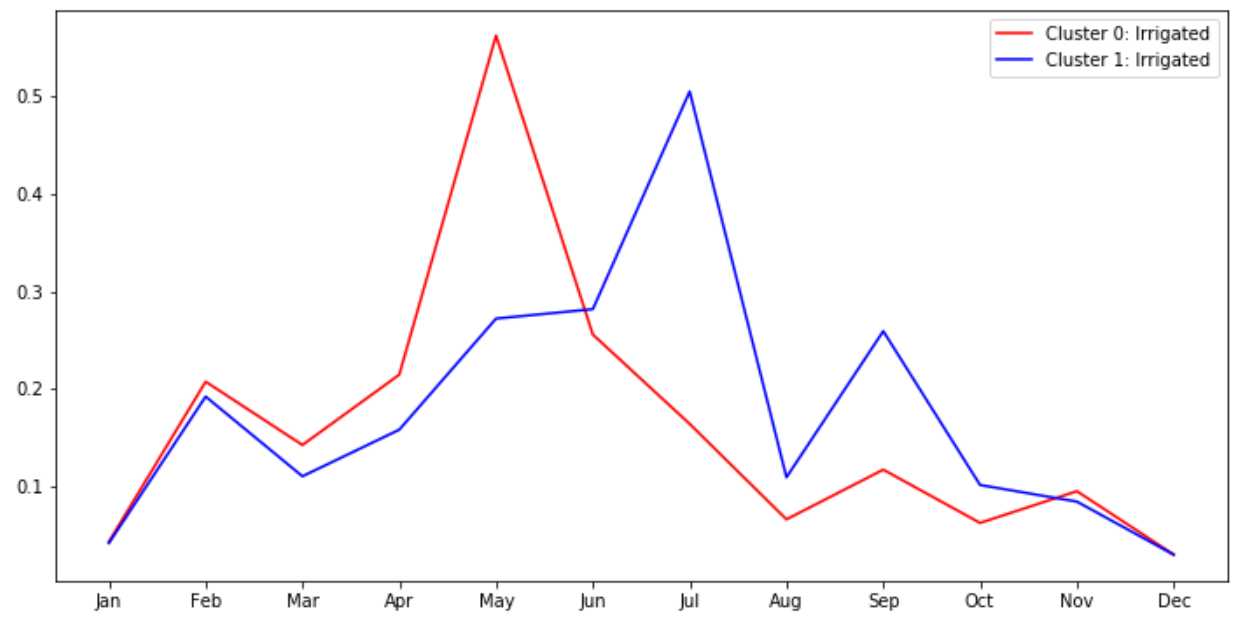 Cluster 0: Irrigated
Cluster 1: Irrigated
0.5
0.4
0.3
0.2
0.1
Jan Feb Mar Apr May Jun Jul Aug Sep Oct Nov Dec